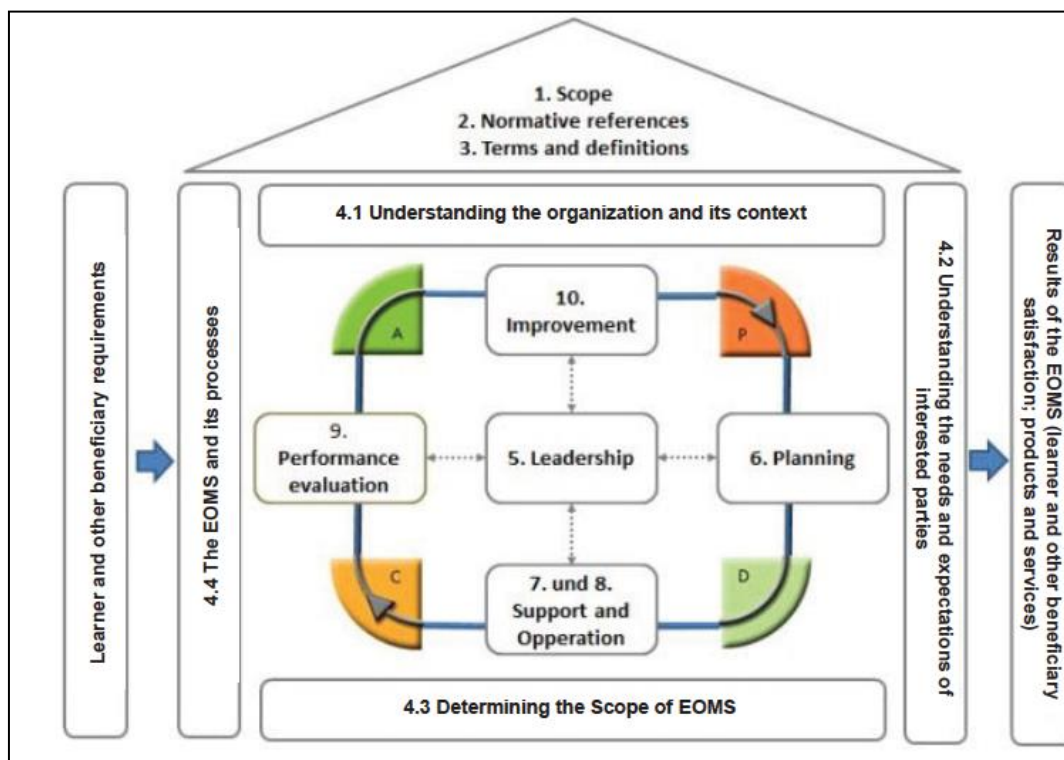 1. Scope
2. Normative references
3. Terms and definitions
Learner and other beneficiary requirements
4.4 The EOMS and its processes
4.1 Understanding the organization and its context
A
10.
Improvement
P
9.
Performance
evaluation
5. Leadership
6. Planning
C
7. und 8.
Support and
Opperation
D
4.3 Determining the Scope of EOMS
4.2 Understanding the needs and expectations of
interested parties
Results of the EOMS (learner and other beneficiary
satisfaction; products and services)